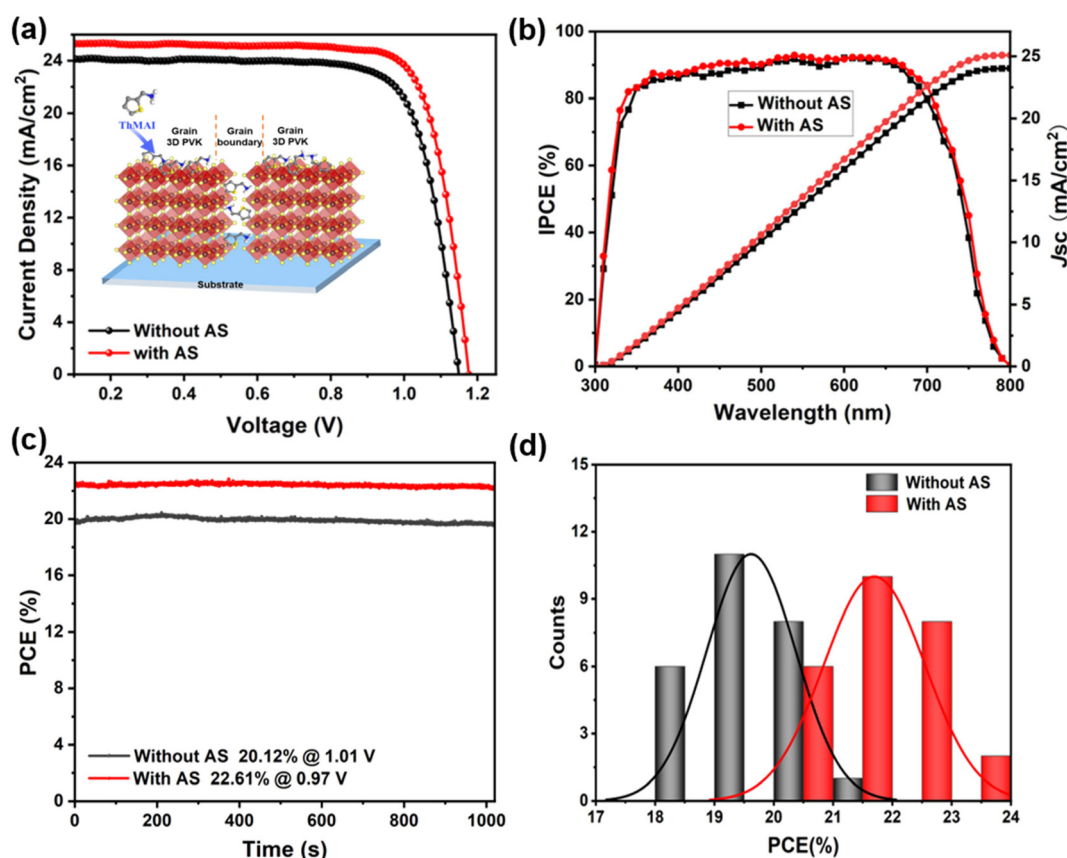 (a)
Current Density (mA/cm2)
24
20
16
12
8
4
0
ThMAI
Grain
3D PVK
Grain
boundary
Grain
3D PVK
Substrate
Without AS
with AS
0.2 0.4 0.6 0.8 1.0 1.2
Voltage (V)
(b)
IPCE (%)
100
80
60
40
20
0
Without AS
With AS
25
20
15
10
5
0
Jsc (mA/cm2)
300 400 500 600 700 800
Wavelength (nm)
(c)
PCE (%)
24
20
16
12
8
4
0
Without AS 20.12% @ 1.01 V
With AS 22.61% @ 0.97 V
0 200 400 600 800 1000
Time (s)
(d)
Counts
15
12
9
6
3
0
Without AS
With AS
17 18 19 20 21 22 23 24
PCE(%)